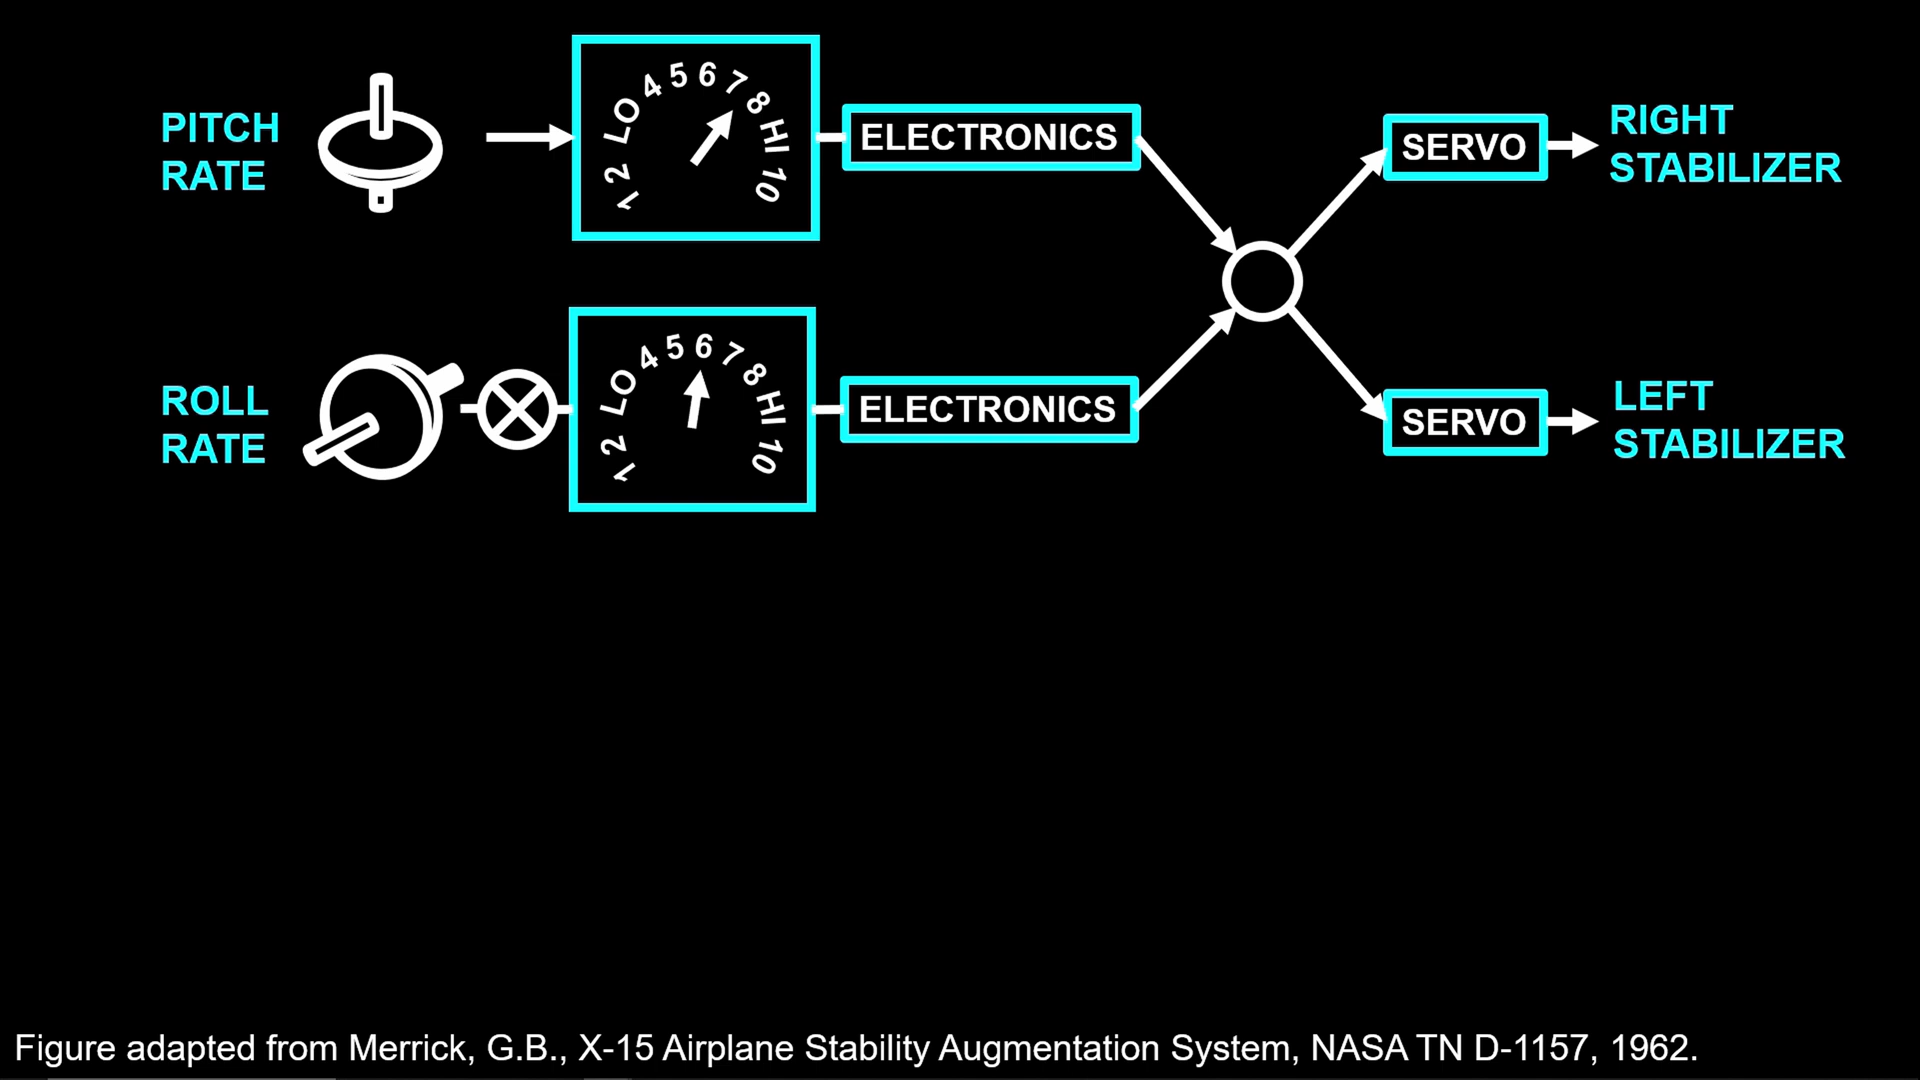 PITCH
RATE
1 2 LO 4 5 6 7 8 HI 10
ELECTRONICS
SERVO
RIGHT
STABILIZER
ROLL
RATE
1 2 LO 4 5 6 7 8 HI 10
ELECTRONICS
SERVO
LEFT
STABILIZER
Figure adapted from Merrick, G.B., X-15 Airplane Stability Augmentation System, NASA TN D-1157, 1962.